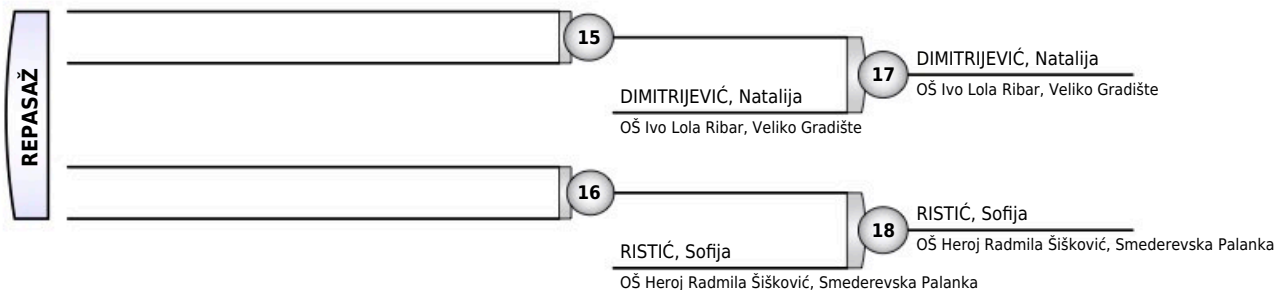 REPASAŽ
15
DIMITRIJEVIĆ, Natalija
OŠ Ivo Lola Ribar, Veliko Gradište
17
DIMITRIJEVIĆ, Natalija
OŠ Ivo Lola Ribar, Veliko Gradište
16
RISTIĆ, Sofija
OŠ Heroj Radmila Šišković, Smederevska Palanka
18
RISTIĆ, Sofija
OŠ Heroj Radmila Šišković, Smederevska Palanka